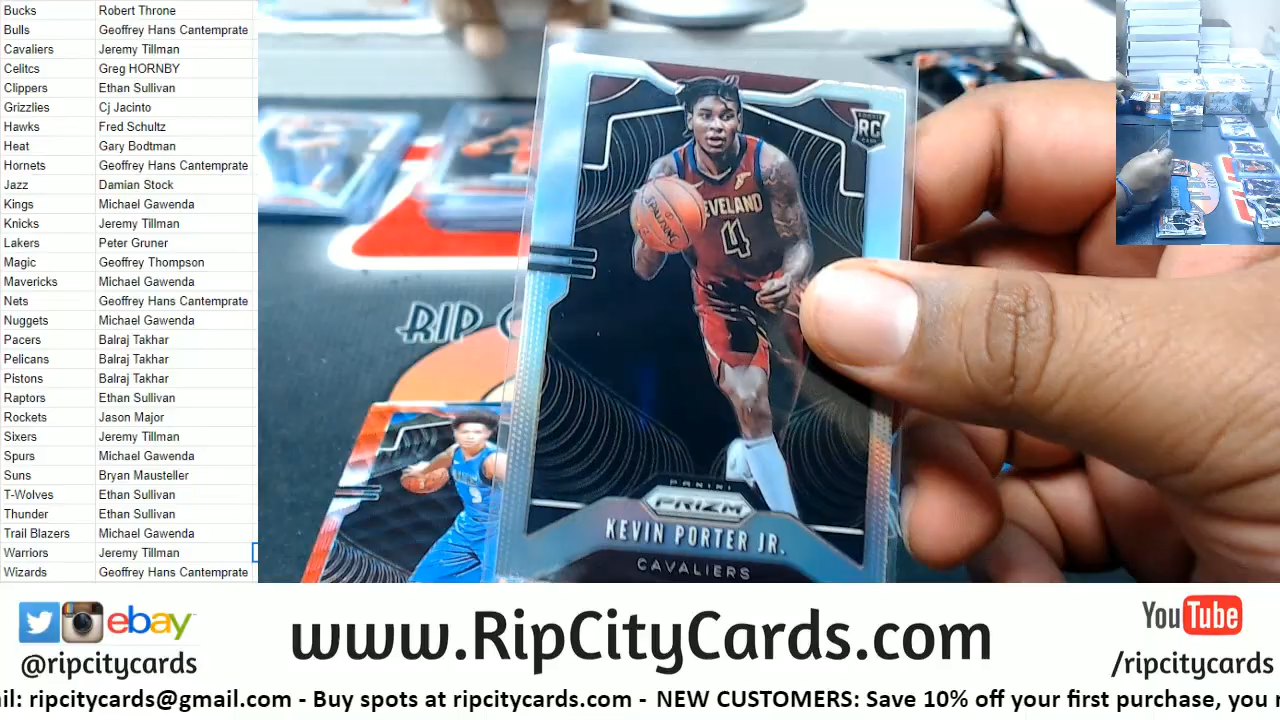 Bucks Robert Throne
Bulls Geoffrey Hans Cantemprate
Cavaliers Jeremy Tillman
Celitcs Greg HORNBY
Clippers Ethan Sullivan
Grizzlies Cj Jacinto
Hawks Fred Schultz
Heat Gary Bodtman
Hornets Geoffrey Hans Cantemprate
Jazz Damian Stock
Kings Michael Gawenda
Knicks Jeremy Tillman
Lakers Peter Gruner
Magic Geoffrey Thompson
Mavericks Michael Gawenda
Nets Geoffrey Hans Cantemprate
Nuggets Michael Gawenda
Pacers Balraj Takhar
Pelicans Balraj Takhar
Pistons Balraj Takhar
Raptors Ethan Sullivan
Rockets Jason Major
Sixers Jeremy Tillman
Spurs Michael Gawenda
Suns Bryan Mausteller
T-Wolves Ethan Sullivan
Thunder Ethan Sullivan
Trail Blazers Michael Gawenda
Warriors Jeremy Tillman
Wizards Geoffrey Hans Cantemprate
ROOKIE
RC
CARD
SPALDING
CLEVELAND
4
RIP C
PANINI
PRIZM
KEVIN PORTER JR.
CAVALIERS
ebay
@ripcitycards
www.RipCityCards.com
YouTube
/ripcitycards
il: ripcitycards@gmail.com - Buy spots at ripcitycards.com - NEW CUSTOMERS: Save 10% off your first purchase, you